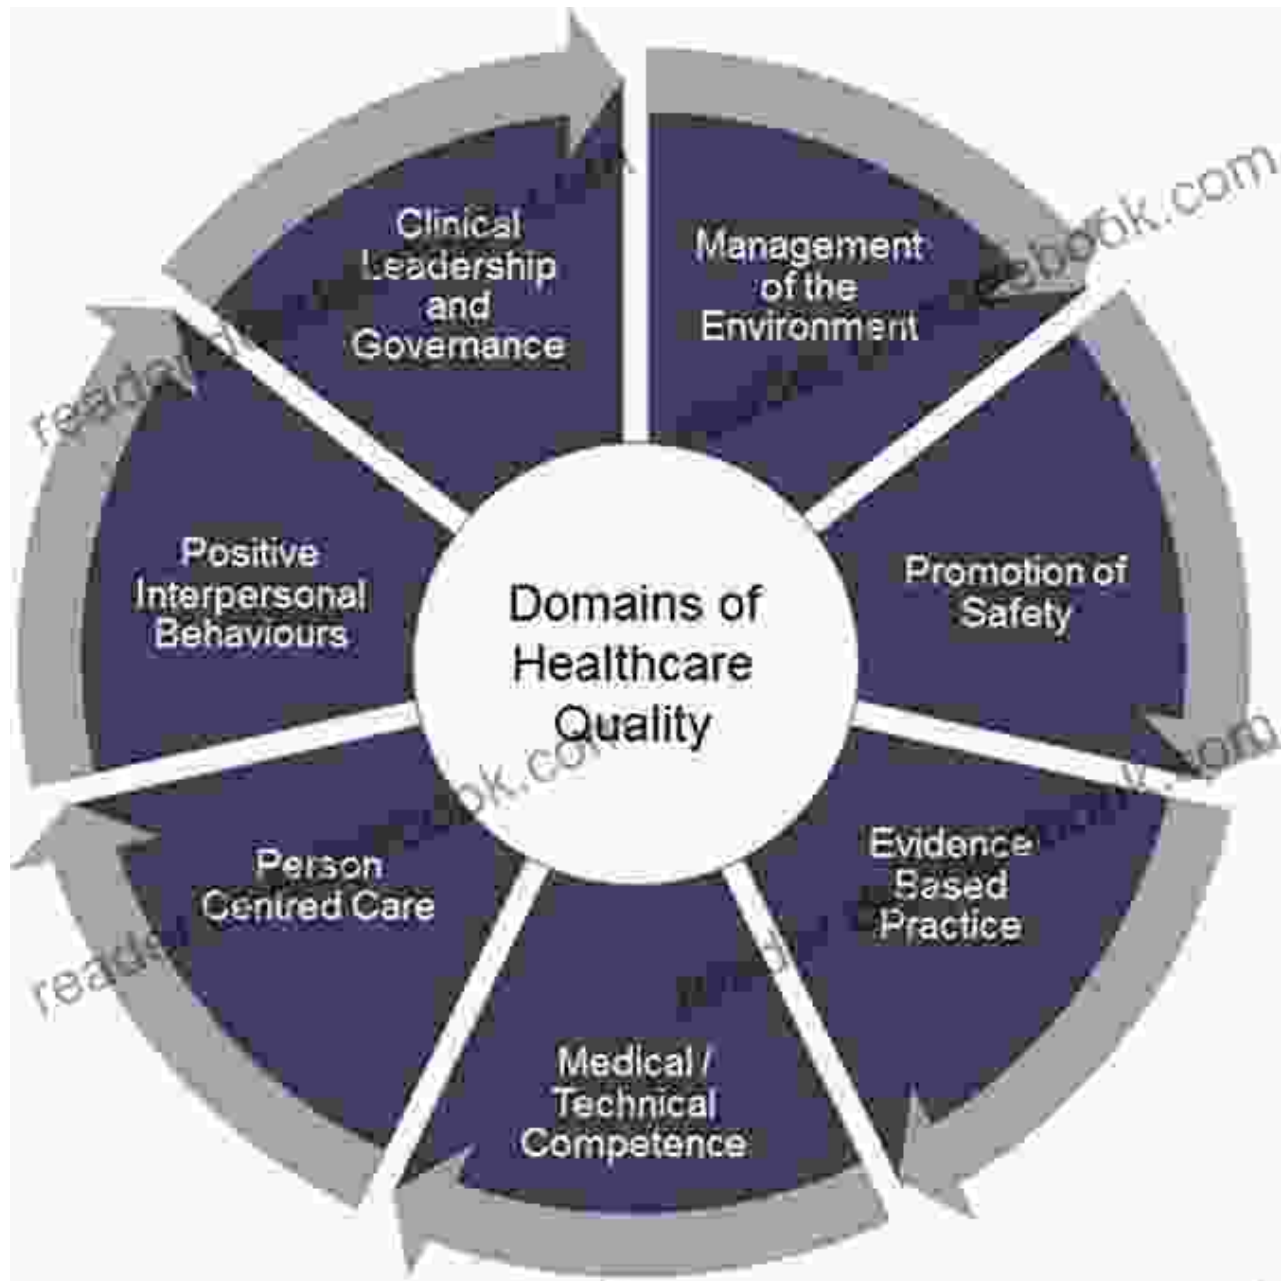 Clinical
Leadership
and
Governance
Management
of the
Environment
Promotion of
Safety
Evidence
Based
Practice
Medical /
Technical
Competence
Person
Centred Care
Positive
Interpersonal
Behaviours
Domains of
Healthcare
Quality